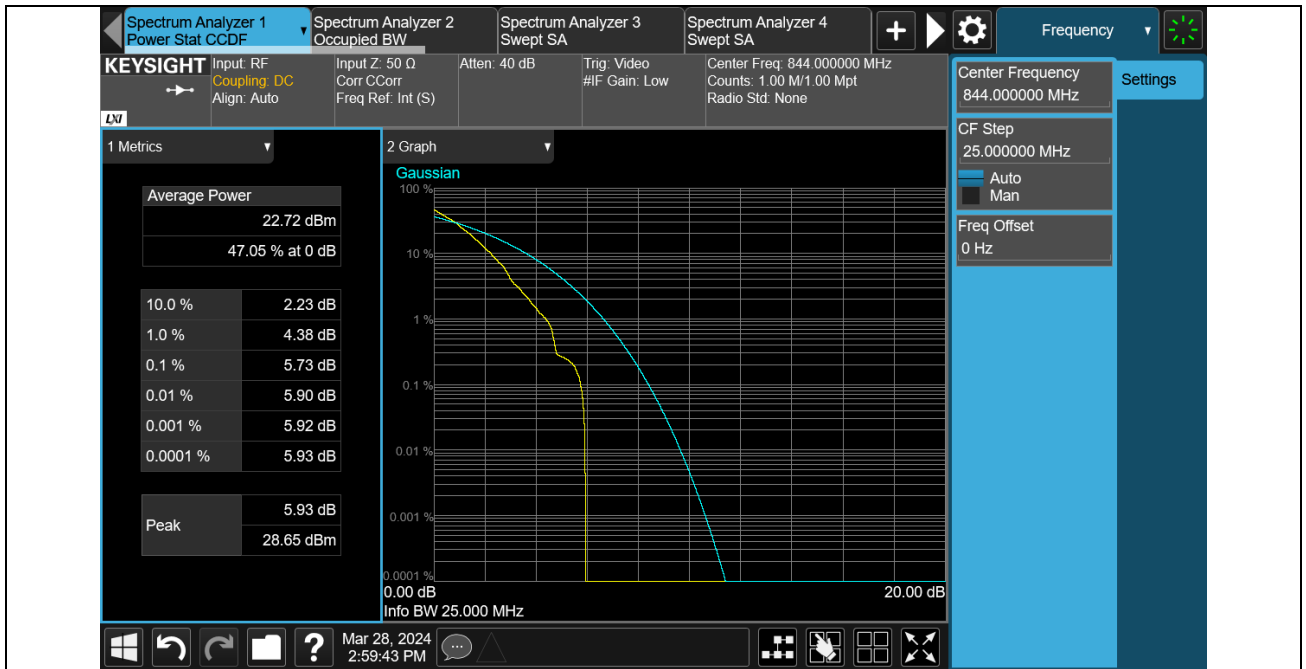 Spectrum Analyzer 1
Power Stat CCDF
Spectrum Analyzer 2
Occupied BW
Spectrum Analyzer 3
Swept SA
Spectrum Analyzer 4
Swept SA
+
Frequency
KEYSIGHT
LXI
Input: RF
Coupling: DC
Align: Auto
Input Z: 50 Ω
Corr CCorr
Freq Ref: Int (S)
Atten: 40 dB
Trig: Video
#IF Gain: Low
Center Freq: 844.000000 MHz
Counts: 1.00 M/1.00 Mpt
Radio Std: None
Center Frequency
844.000000 MHz
Settings
CF Step
25.000000 MHz
Auto
Man
Freq Offset
0 Hz
1 Metrics
Average Power
22.72 dBm
47.05 % at 0 dB
10.0 % 2.23 dB
1.0 % 4.38 dB
0.1 % 5.73 dB
0.01 % 5.90 dB
0.001 % 5.92 dB
0.0001 % 5.93 dB
Peak
5.93 dB
28.65 dBm
2 Graph
Gaussian
100 %
10 %
1 %
0.1 %
0.01 %
0.001 %
0.0001 %
0.00 dB
20.00 dB
Info BW 25.000 MHz
?
Mar 28, 2024
2:59:43 PM